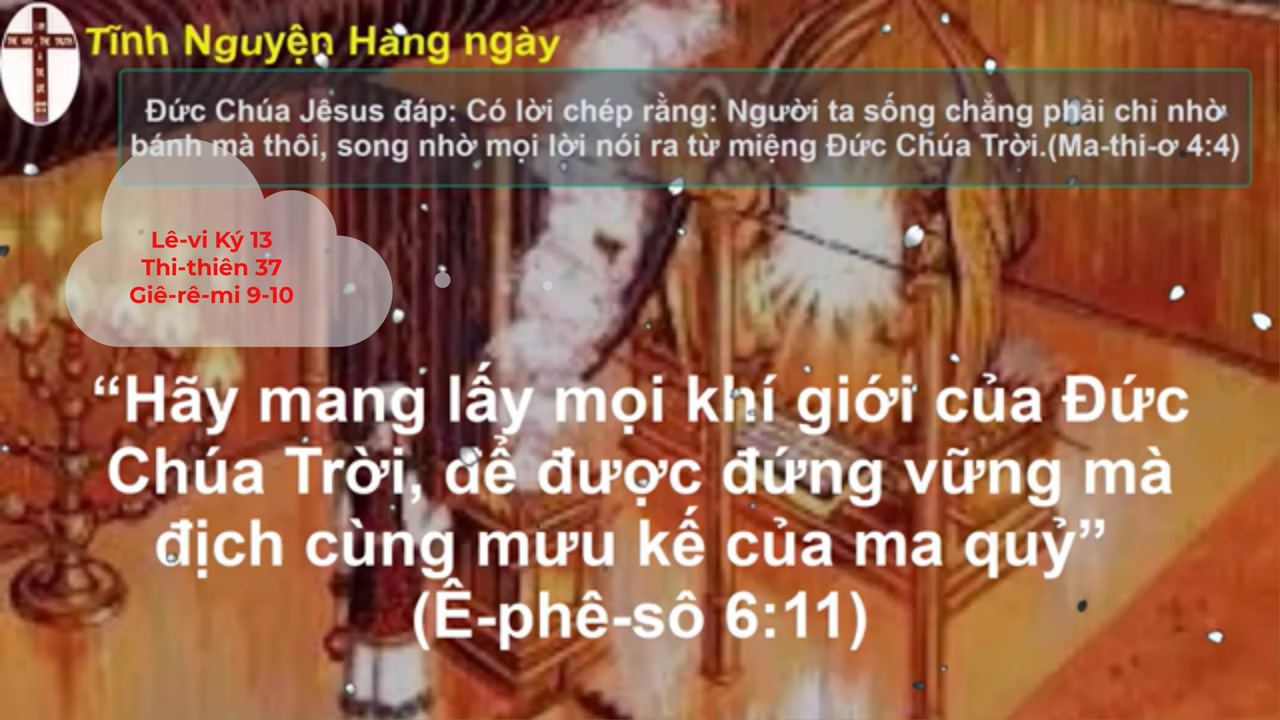 Tĩnh Nguyện Hàng ngày
Đức Chúa Jêsus đáp: Có lời chép rằng: Người ta sống chẳng phải chỉ nhờ
bánh mà thôi, song nhờ mọi lời nói ra từ miệng Đức Chúa Trời.(Ma-thi-ơ 4:4)
Lê-vi Ký 13
Thi-thiên 37
Giê-rê-mi 9-10
“Hãy mang lấy mọi khí giới của Đức
Chúa Trời, để được đứng vững mà
địch cùng mưu kế của ma quỷ”
(Ê-phê-sô 6:11)